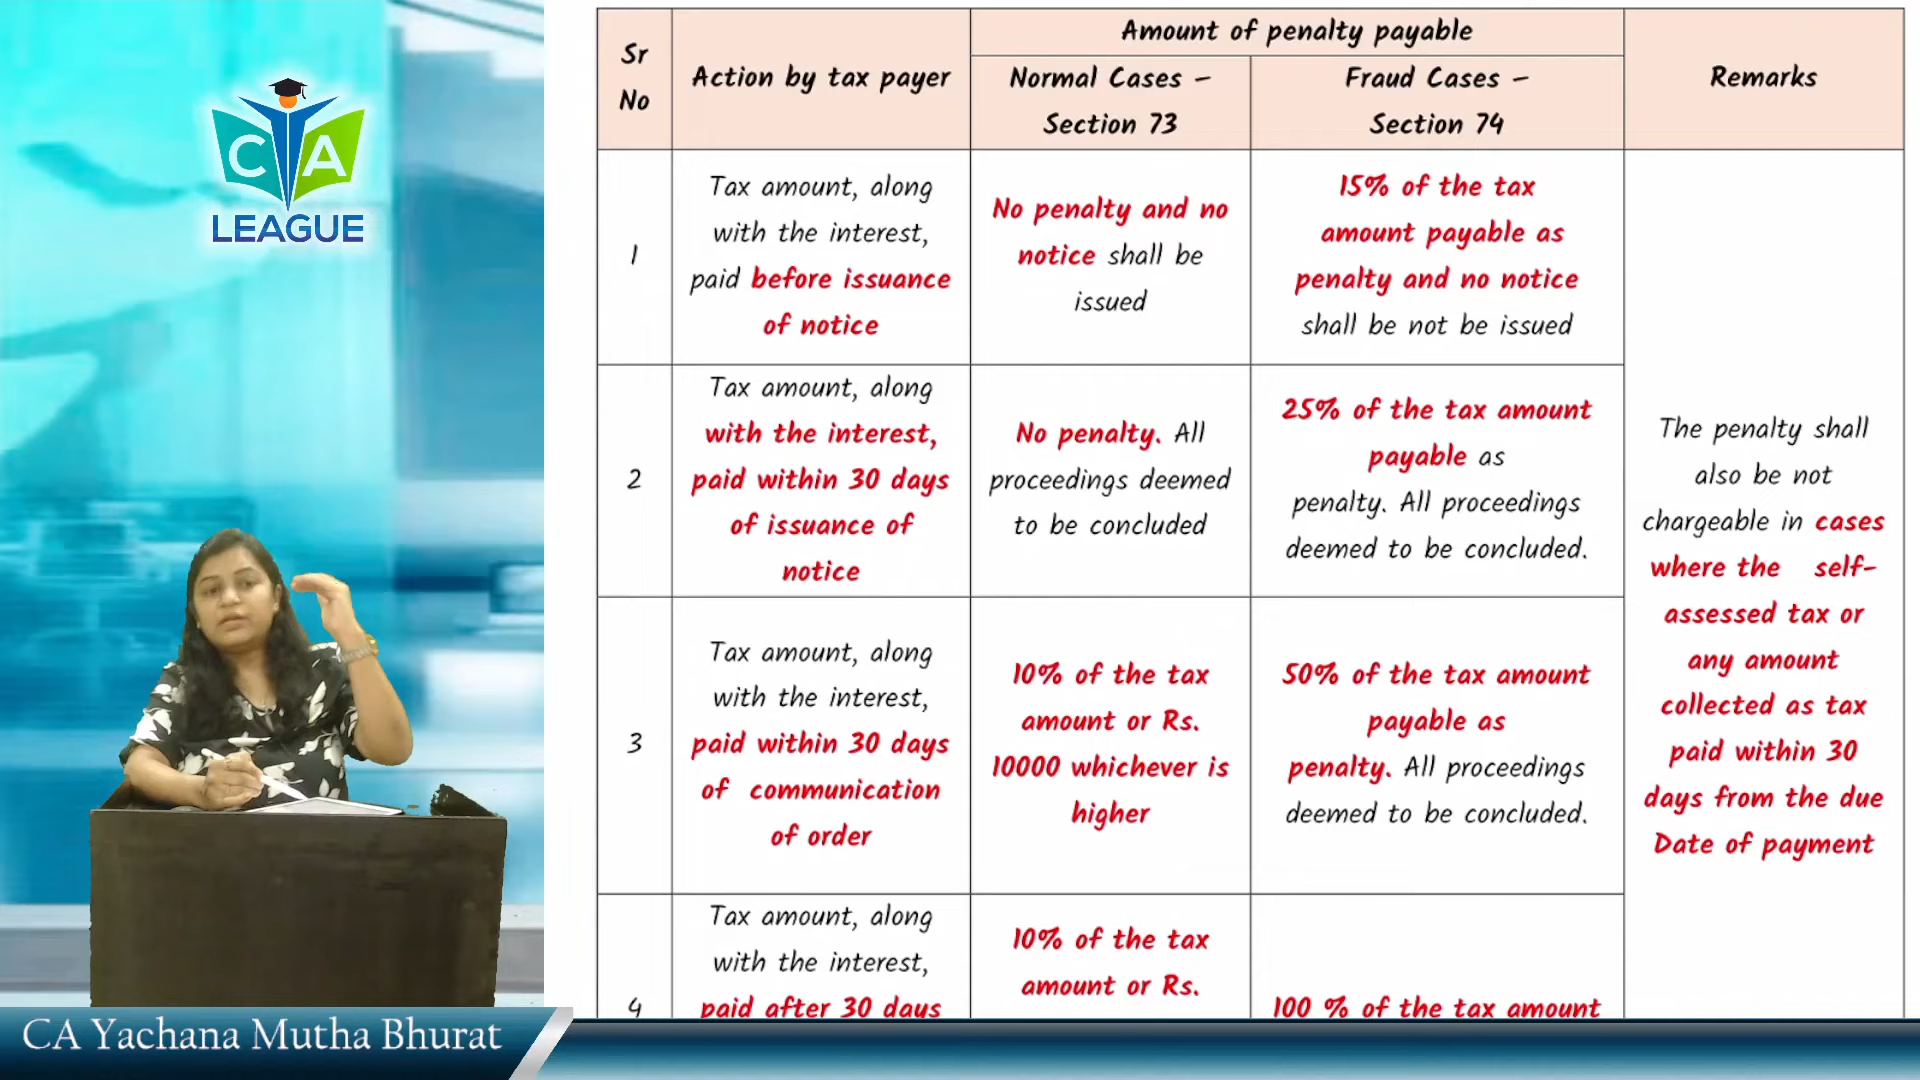 C A
LEAGUE
CA Yachana Mutha Bhurat
Sr
No
Action by tax payer
Amount of penalty payable
Normal Cases –
Section 73
Fraud Cases –
Section 74
Remarks
1
Tax amount, along
with the interest,
paid before issuance
of notice
No penalty and no
notice shall be
issued
15% of the tax
amount payable as
penalty and no notice
shall be not be issued
2
Tax amount, along
with the interest,
paid within 30 days
of issuance of
notice
No penalty. All
proceedings deemed
to be concluded
25% of the tax amount
payable as
penalty. All proceedings
deemed to be concluded.
3
Tax amount, along
with the interest,
paid within 30 days
of communication
of order
10% of the tax
amount or Rs.
10000 whichever is
higher
50% of the tax amount
payable as
penalty. All proceedings
deemed to be concluded.
4
Tax amount, along
with the interest,
paid after 30 days
10% of the tax
amount or Rs.
100 % of the tax amount
The penalty shall
also be not
chargeable in cases
where the self-
assessed tax or
any amount
collected as tax
paid within 30
days from the due
Date of payment